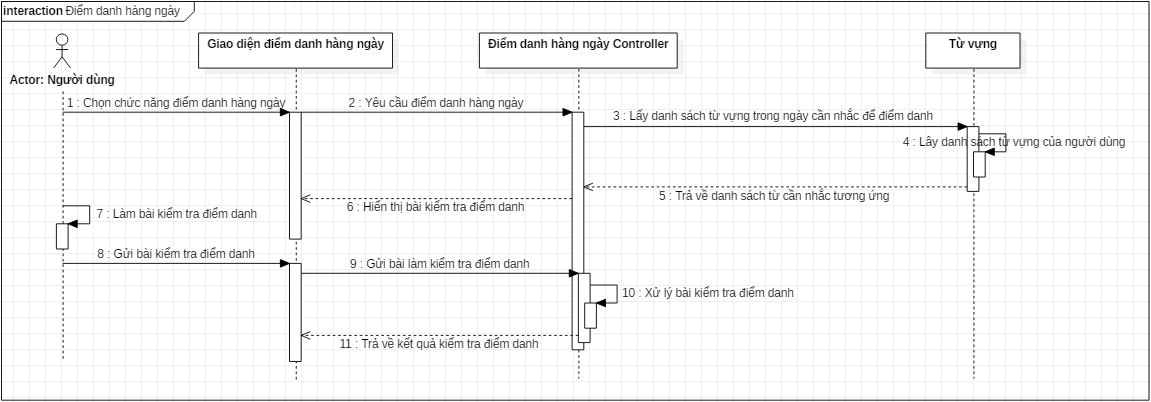 interaction Điểm danh hàng ngày
Giao diện điểm danh hàng ngày
Điểm danh hàng ngày Controller
Từ vựng
Actor: Người dùng
1 : Chọn chức năng điểm danh hàng ngày
2 : Yêu cầu điểm danh hàng ngày
3 : Lấy danh sách từ vựng trong ngày cần nhắc để điểm danh
4 : Lây danh sách từ vựng của người dùng
5 : Trả về danh sách từ cần nhắc tương ứng
6 : Hiển thị bài kiểm tra điểm danh
7 : Làm bài kiểm tra điểm danh
8 : Gửi bài kiểm tra điểm danh
9 : Gửi bài làm kiểm tra điểm danh
10 : Xử lý bài kiểm tra điểm danh
11 : Trả về kết quả kiểm tra điểm danh